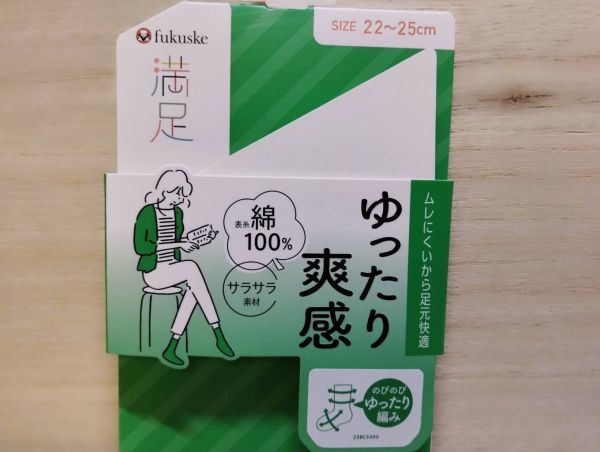 fukuske
満足
SIZE 22〜25cm
ムレにくいから足元快適
ゆったり
爽感
表糸 綿
100%
サラサラ
素材
のびのび
ゆったり
編み
238C3495